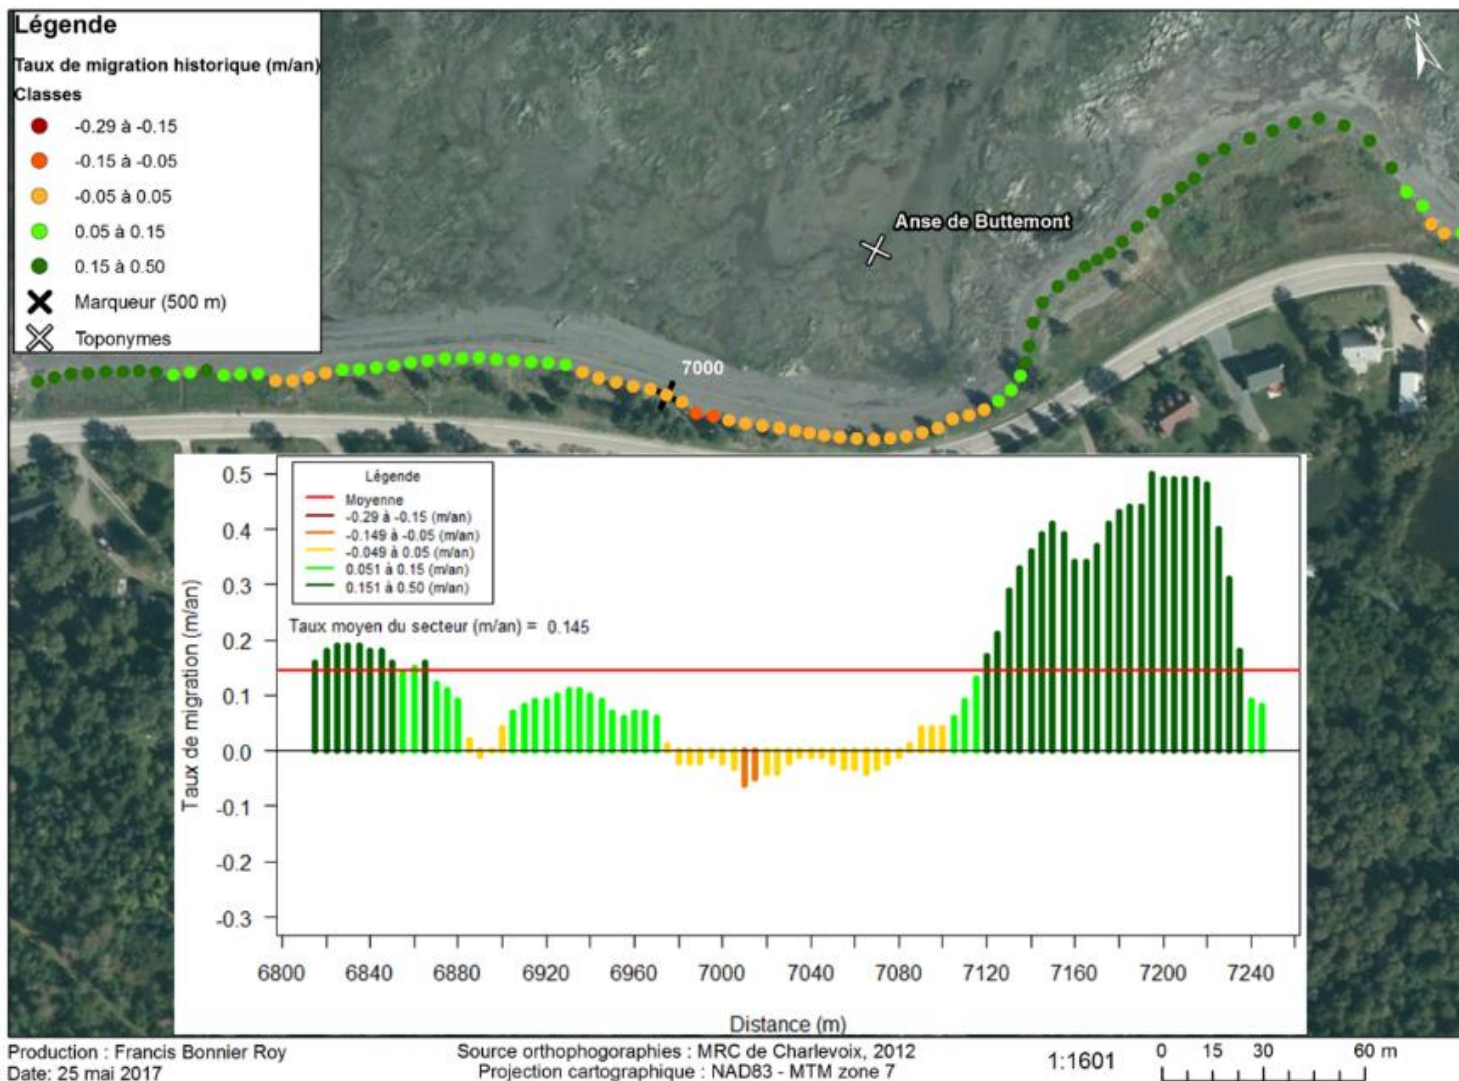 Légende
Taux de migration historique (m/an)
Classes
-0.29 à -0.15
-0.15 à -0.05
-0.05 à 0.05
0.05 à 0.15
0.15 à 0.50
Marqueur (500 m)
Toponymes
N
Anse de Buttemont
7000
Légende
Moyenne
-0.29 à -0.15 (m/an)
-0.149 à -0.05 (m/an)
-0.049 à 0.05 (m/an)
0.051 à 0.15 (m/an)
0.151 à 0.50 (m/an)
Taux moyen du secteur (m/an) = 0.145
Taux de migration (m/an)
0.5
0.4
0.3
0.2
0.1
0.0
-0.1
-0.2
-0.3
6800 6840 6880 6920 6960 7000 7040 7080 7120 7160 7200 7240
Distance (m)
Production : Francis Bonnier Roy
Date: 25 mai 2017
Source orthophogoraphies : MRC de Charlevoix, 2012
Projection cartographique : NAD83 - MTM zone 7
1:1601
0 15 30 60 m